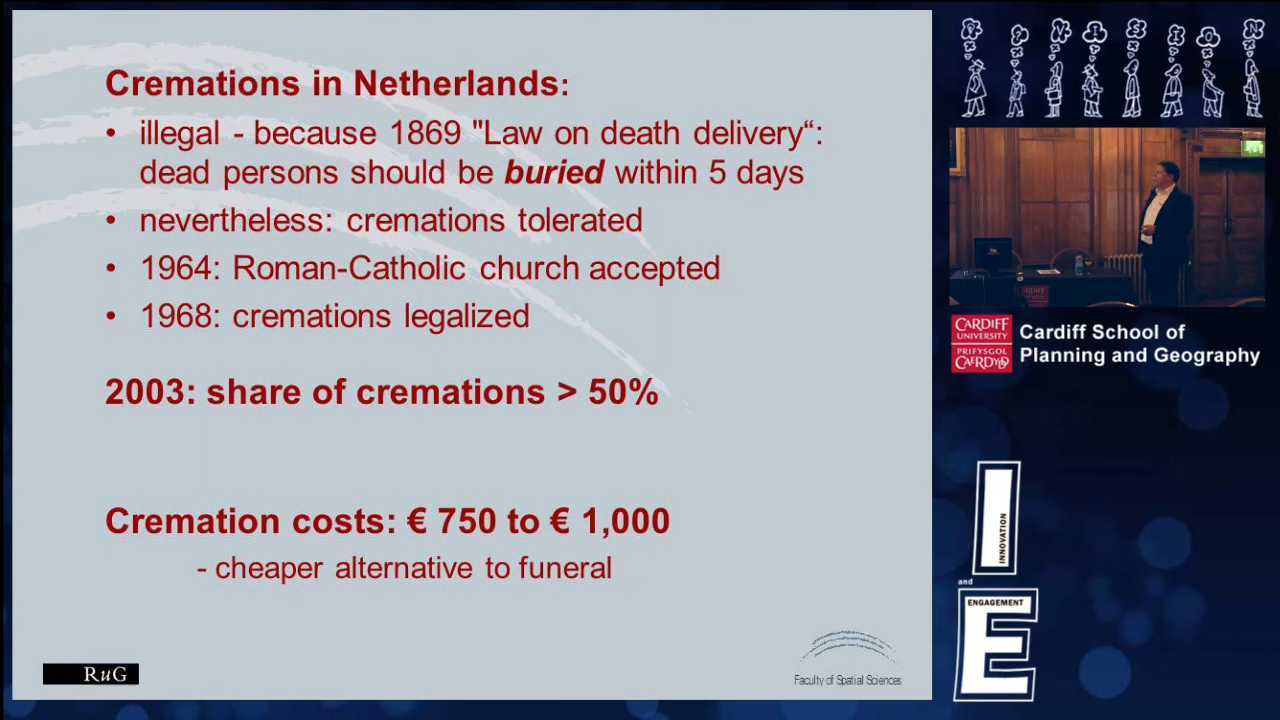 Cremations in Netherlands:
• illegal - because 1869 "Law on death delivery“:
dead persons should be buried within 5 days
• nevertheless: cremations tolerated
• 1964: Roman-Catholic church accepted
• 1968: cremations legalized
2003: share of cremations > 50%
Cremation costs: € 750 to € 1,000
- cheaper alternative to funeral
RuG
Faculty of Spatial Sciences
CARDIFF
UNIVERSITY
PRIFYSGOL
CAERDYDD
Cardiff School of
Planning and Geography
INNOVATION
I
and
ENGAGEMENT
E